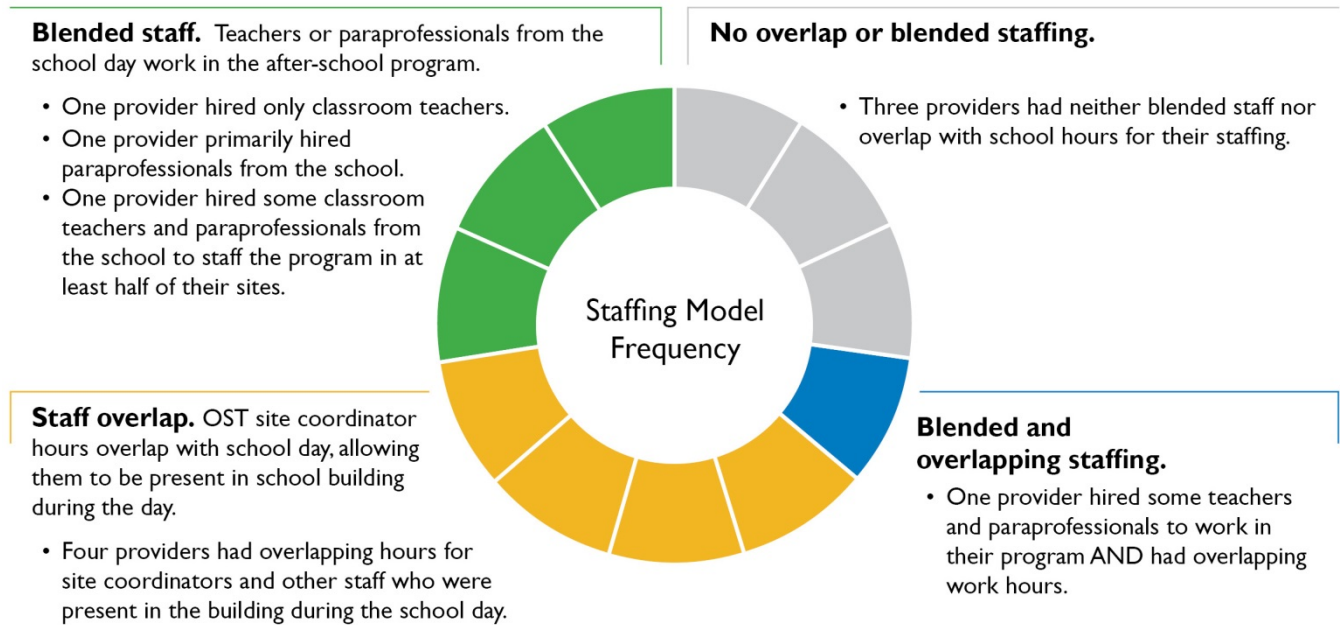 Blended staff. Teachers or paraprofessionals from the
school day work in the after-school program.
• One provider hired only classroom teachers.
• One provider primarily hired
paraprofessionals from the school.
• One provider hired some classroom
teachers and paraprofessionals from
the school to staff the program in at
least half of their sites.
No overlap or blended staffing.
• Three providers had neither blended staff nor
overlap with school hours for their staffing.
Staffing Model
Frequency
Staff overlap. OST site coordinator
hours overlap with school day, allowing
them to be present in school building
during the day.
• Four providers had overlapping hours for
site coordinators and other staff who were
present in the building during the school day.
Blended and
overlapping staffing.
• One provider hired some teachers
and paraprofessionals to work in
their program AND had overlapping
work hours.